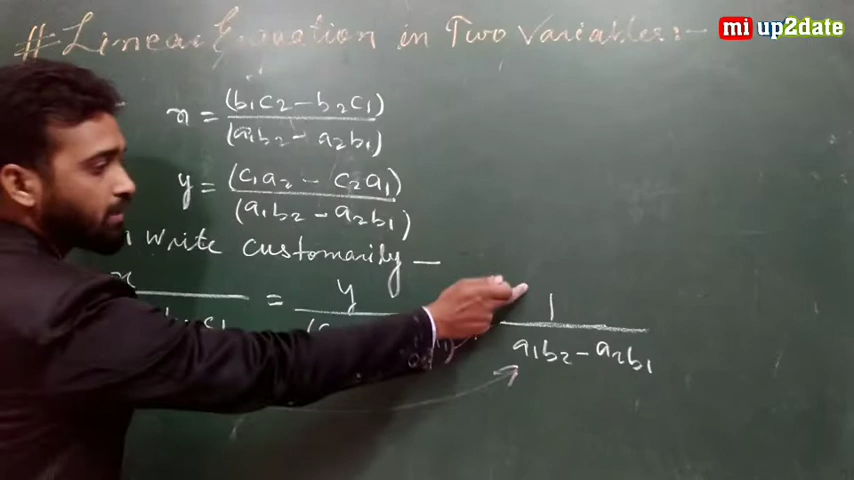 # Linear Equation in Two Variables:-
mi up2date
x = (b₁c₂ - b₂c₁)
(a₁b₂ - a₂b₁)
y = (c₁a₂ - c₂a₁)
(a₁b₂ - a₂b₁)
write customarily -
x = y 1
a₁b₂ - a₂b₁